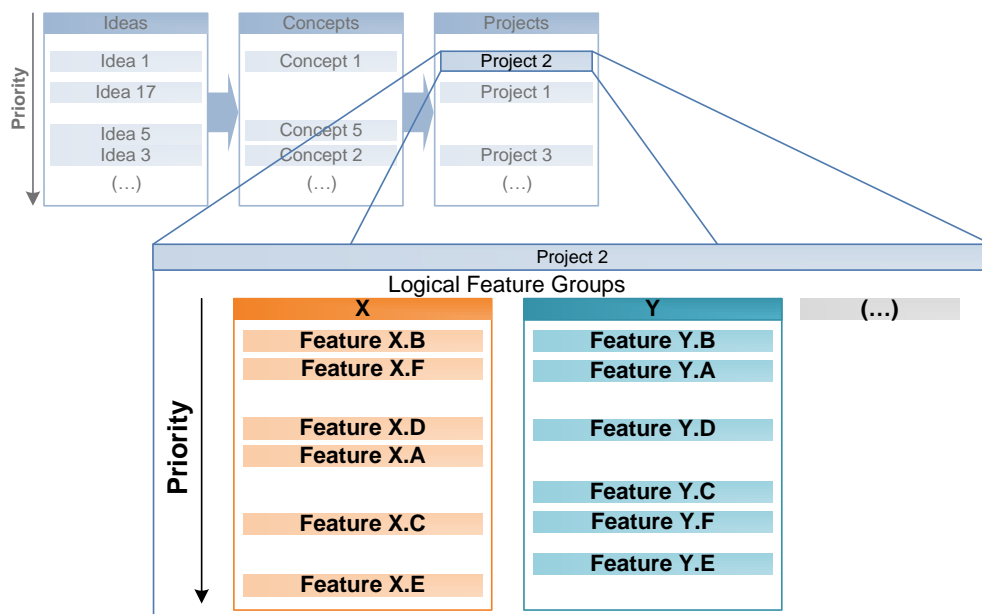 Ideas
Concepts
Projects
Priority
Idea 1
Idea 17
Idea 5
Idea 3
(…)
Concept 1
Concept 5
Concept 2
(…)
Project 2
Project 1
Project 3
(…)
Project 2
Logical Feature Groups
Priority
X
Feature X.B
Feature X.F
Feature X.D
Feature X.A
Feature X.C
Feature X.E
Y
Feature Y.B
Feature Y.A
Feature Y.D
Feature Y.C
Feature Y.F
Feature Y.E
(…)